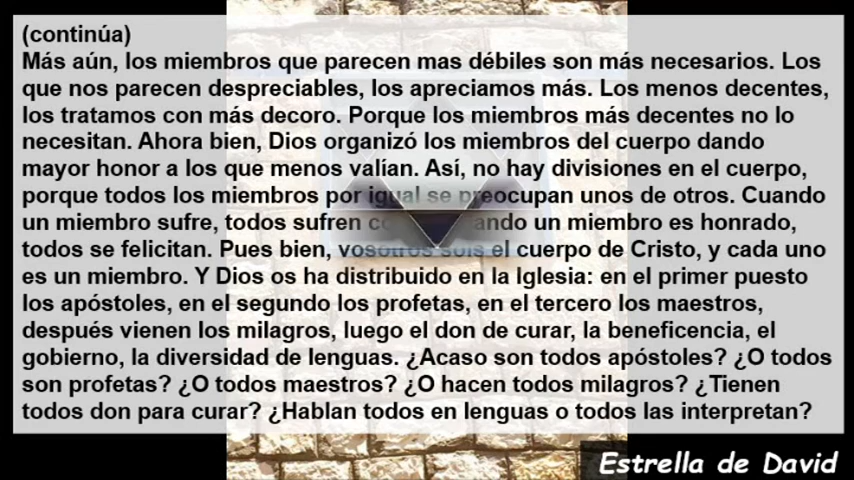 (continúa)
Más aún, los miembros que parecen mas débiles son más necesarios. Los
que nos parecen despreciables, los apreciamos más. Los menos decentes,
los tratamos con más decoro. Porque los miembros más decentes no lo
necesitan. Ahora bien, Dios organizó los miembros del cuerpo dando
mayor honor a los que menos valían. Así, no hay divisiones en el cuerpo,
porque todos los miembros por igual se preocupan unos de otros. Cuando
un miembro sufre, todos sufren un miembro es honrado,
todos se felicitan. Pues bien, vosotros sois el cuerpo de Cristo, y cada uno
es un miembro. Y Dios os ha distribuido en la Iglesia: en el primer puesto
los apóstoles, en el segundo los profetas, en el tercero los maestros,
después vienen los milagros, luego el don de curar, la beneficencia, el
gobierno, la diversidad de lenguas. ¿Acaso son todos apóstoles? ¿O todos
son profetas? ¿O todos maestros? ¿O hacen todos milagros? ¿Tienen
todos don para curar? ¿Hablan todos en lenguas o todos las interpretan?
Estrella de David